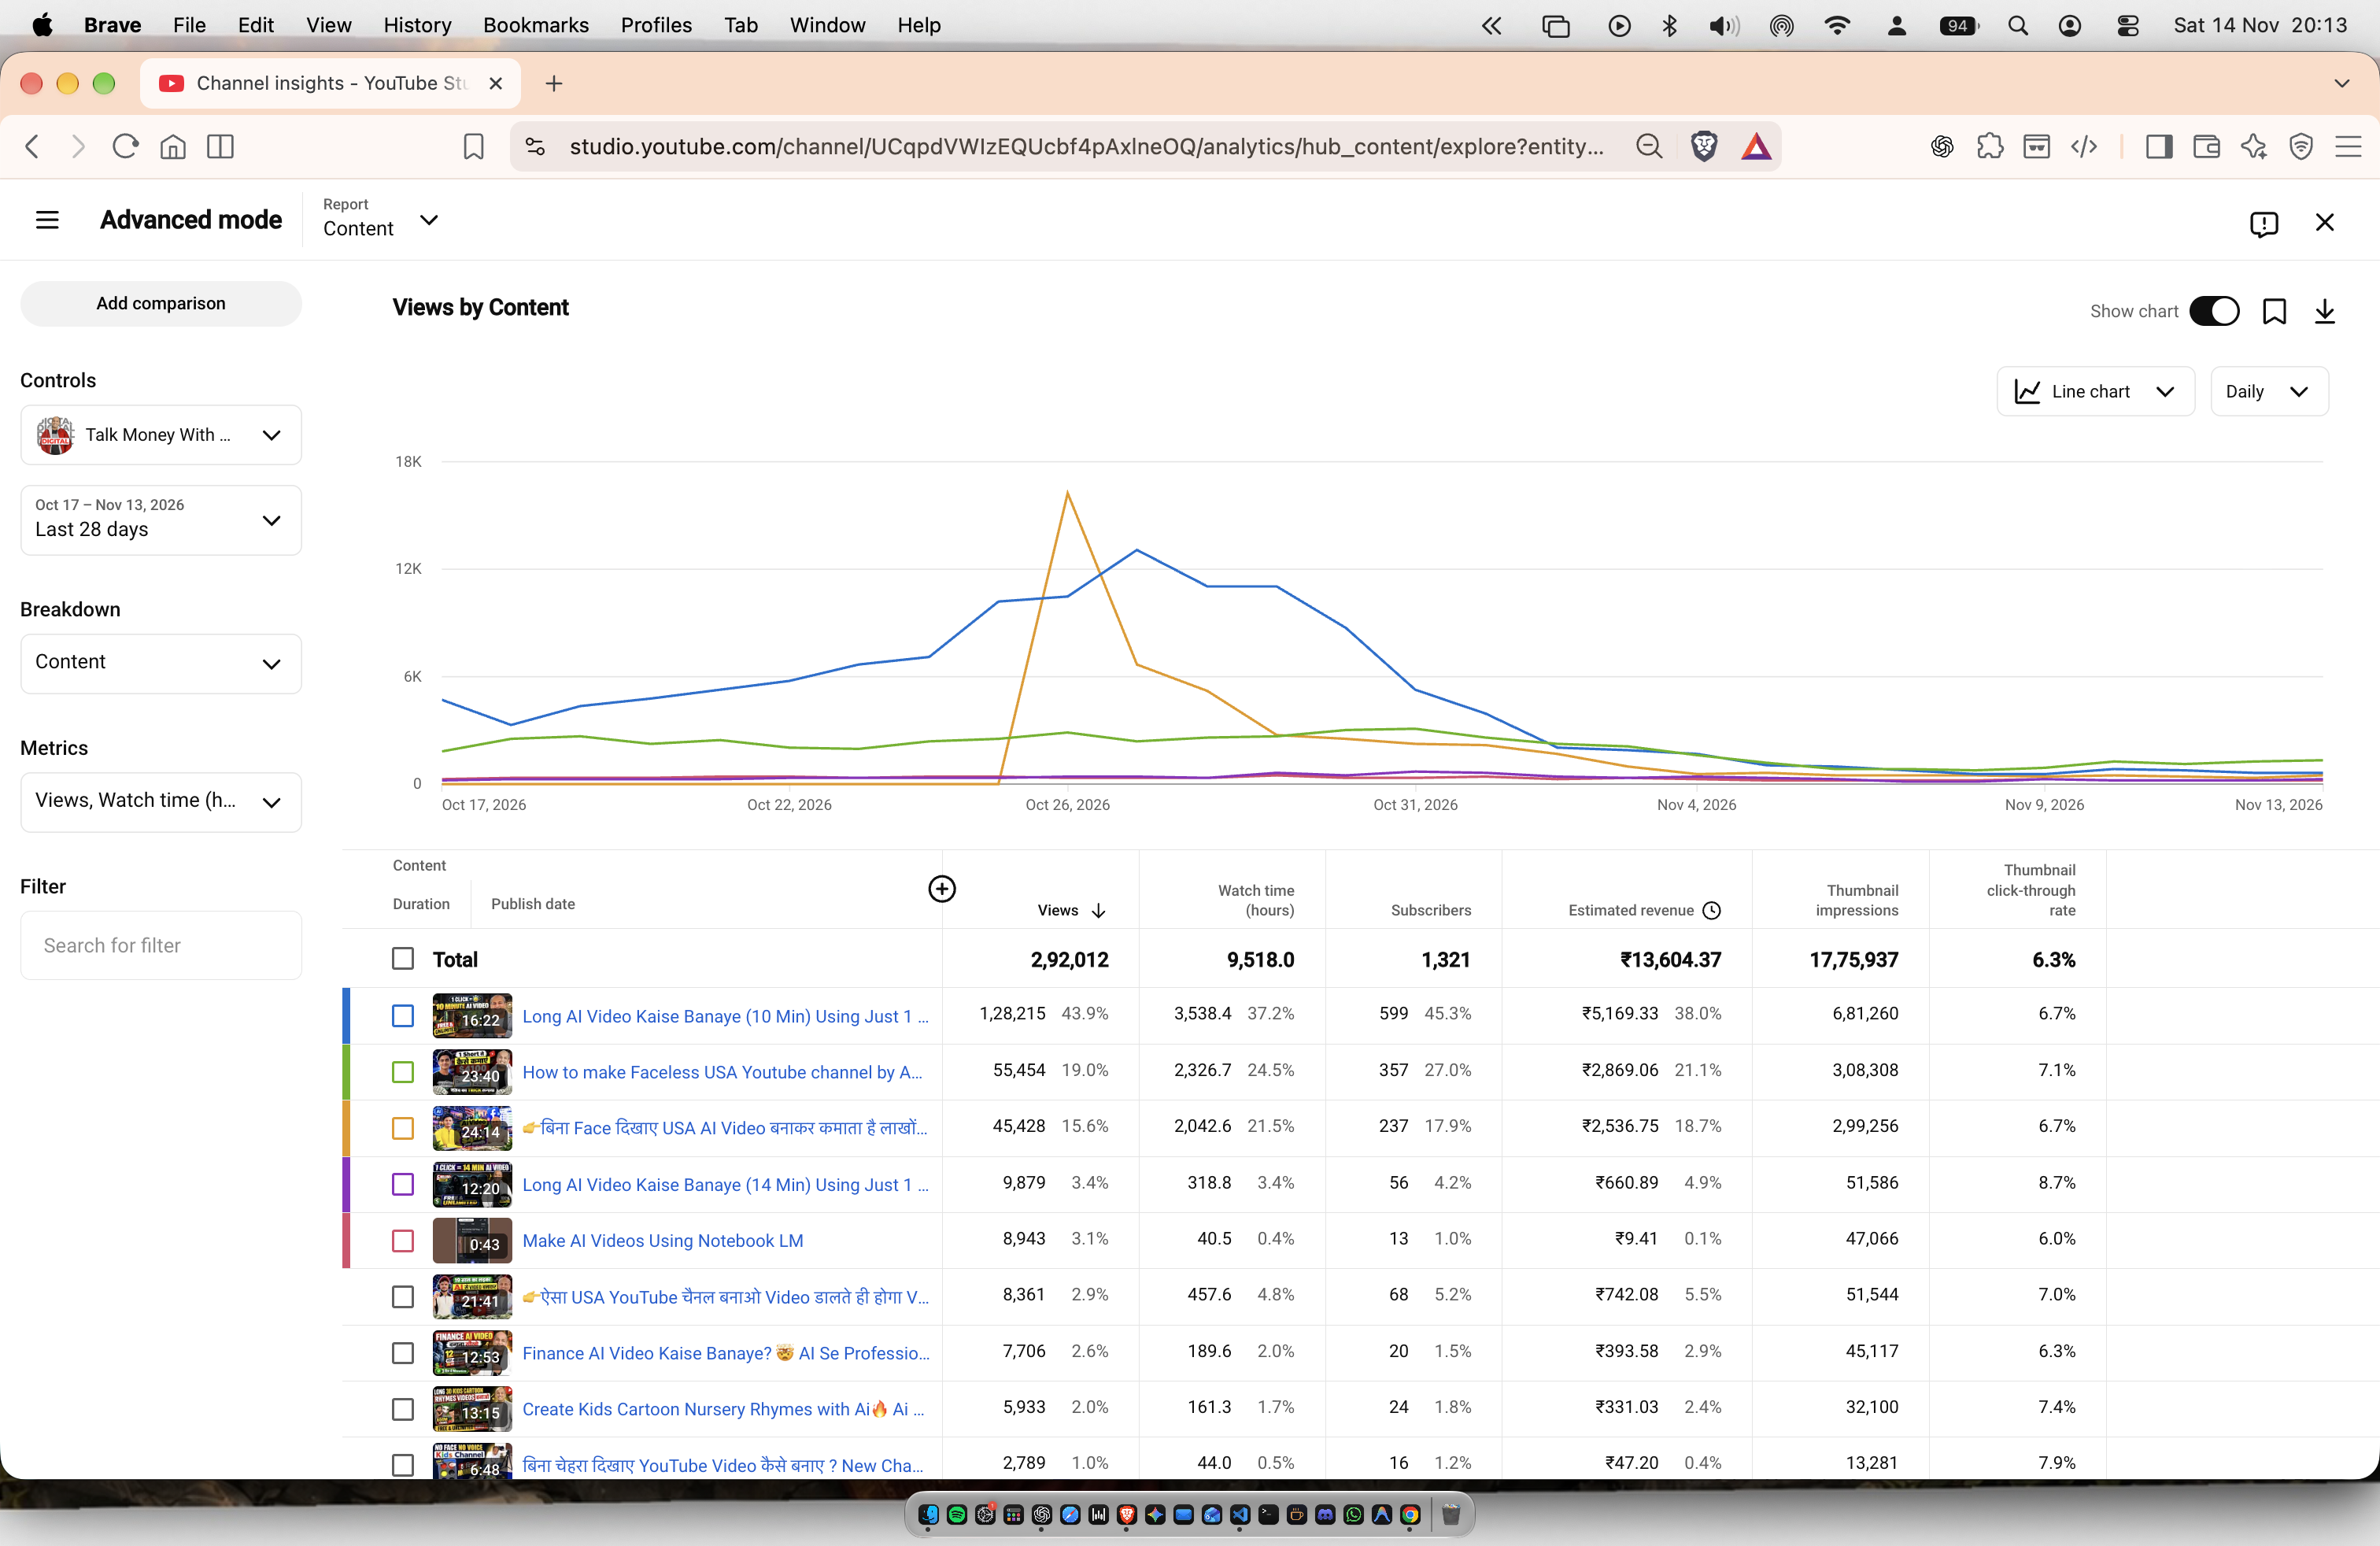 Brave File Edit View History Bookmarks Profiles Tab Window Help 94 Sat 14 Nov 20:13
Channel insights - YouTube Stu
studio.youtube.com/channel/UCqpdVWIzEQUcbf4pAxIneOQ/analytics/hub_content/explore?entity...
Advanced mode
Report
Content
Add comparison
Controls
Talk Money With ...
Oct 17 – Nov 13, 2026
Last 28 days
Breakdown
Content
Metrics
Views, Watch time (h...
Filter
Search for filter
Views by Content
Show chart
Line chart
Daily
18K
12K
6K
0
Oct 17, 2026 Oct 22, 2026 Oct 26, 2026 Oct 31, 2026 Nov 4, 2026 Nov 9, 2026 Nov 13, 2026
Content
Duration Publish date
Views
Watch time
(hours)
Subscribers
Estimated revenue
Thumbnail
impressions
Thumbnail
click-through
rate
Total 2,92,012 9,518.0 1,321 ₹13,604.37 17,75,937 6.3%
16:22 Long AI Video Kaise Banaye (10 Min) Using Just 1 ... 1,28,215 43.9% 3,538.4 37.2% 599 45.3% ₹5,169.33 38.0% 6,81,260 6.7%
23:40 How to make Faceless USA Youtube channel by A... 55,454 19.0% 2,326.7 24.5% 357 27.0% ₹2,869.06 21.1% 3,08,308 7.1%
24:14 👉बिना Face दिखाए USA AI Video बनाकर कमाता है लाखों... 45,428 15.6% 2,042.6 21.5% 237 17.9% ₹2,536.75 18.7% 2,99,256 6.7%
1 CLICK = 14 MIN AI VIDEO
12:20 Long AI Video Kaise Banaye (14 Min) Using Just 1 ... 9,879 3.4% 318.8 3.4% 56 4.2% ₹660.89 4.9% 51,586 8.7%
0:43 Make AI Videos Using Notebook LM 8,943 3.1% 40.5 0.4% 13 1.0% ₹9.41 0.1% 47,066 6.0%
21:41 👉ऐसा USA YouTube चैनल बनाओ Video डालते ही होगा V... 8,361 2.9% 457.6 4.8% 68 5.2% ₹742.08 5.5% 51,544 7.0%
FINANCE AI VIDEO
12:53 Finance AI Video Kaise Banaye? 🤯 AI Se Professio... 7,706 2.6% 189.6 2.0% 20 1.5% ₹393.58 2.9% 45,117 6.3%
13:15 Create Kids Cartoon Nursery Rhymes with Ai🔥 Ai ... 5,933 2.0% 161.3 1.7% 24 1.8% ₹331.03 2.4% 32,100 7.4%
NO FACE NO VOICE
Kids Channel
6:48 बिना चेहरा दिखाए YouTube Video कैसे बनाए ? New Cha... 2,789 1.0% 44.0 0.5% 16 1.2% ₹47.20 0.4% 13,281 7.9%